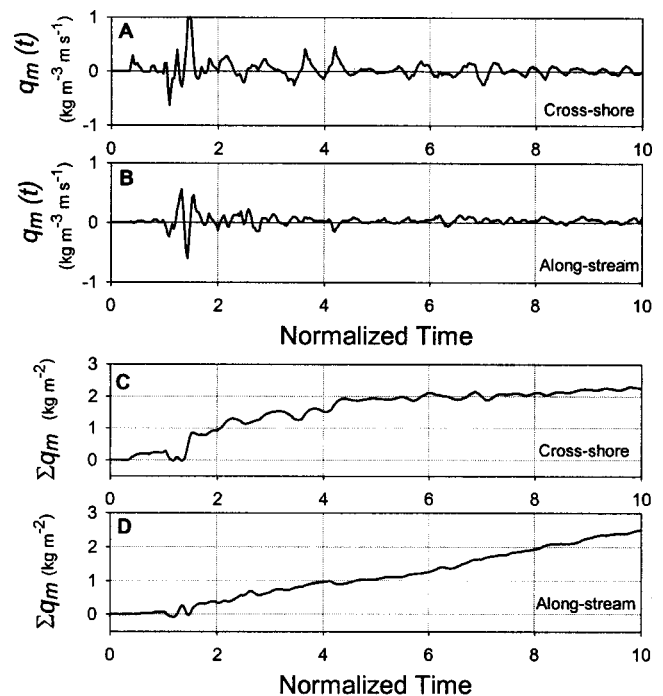 A
q_m (t)
(kg m⁻³ m s⁻¹)
1
0
-1
Cross-shore
0 2 4 6 8 10
B
q_m (t)
(kg m⁻³ m s⁻¹)
1
0
-1
Along-stream
0 2 4 6 8 10
Normalized Time
C
Σq_m (kg m⁻²)
3
2
1
0
Cross-shore
0 2 4 6 8 10
D
Σq_m (kg m⁻²)
3
2
1
0
Along-stream
0 2 4 6 8 10
Normalized Time